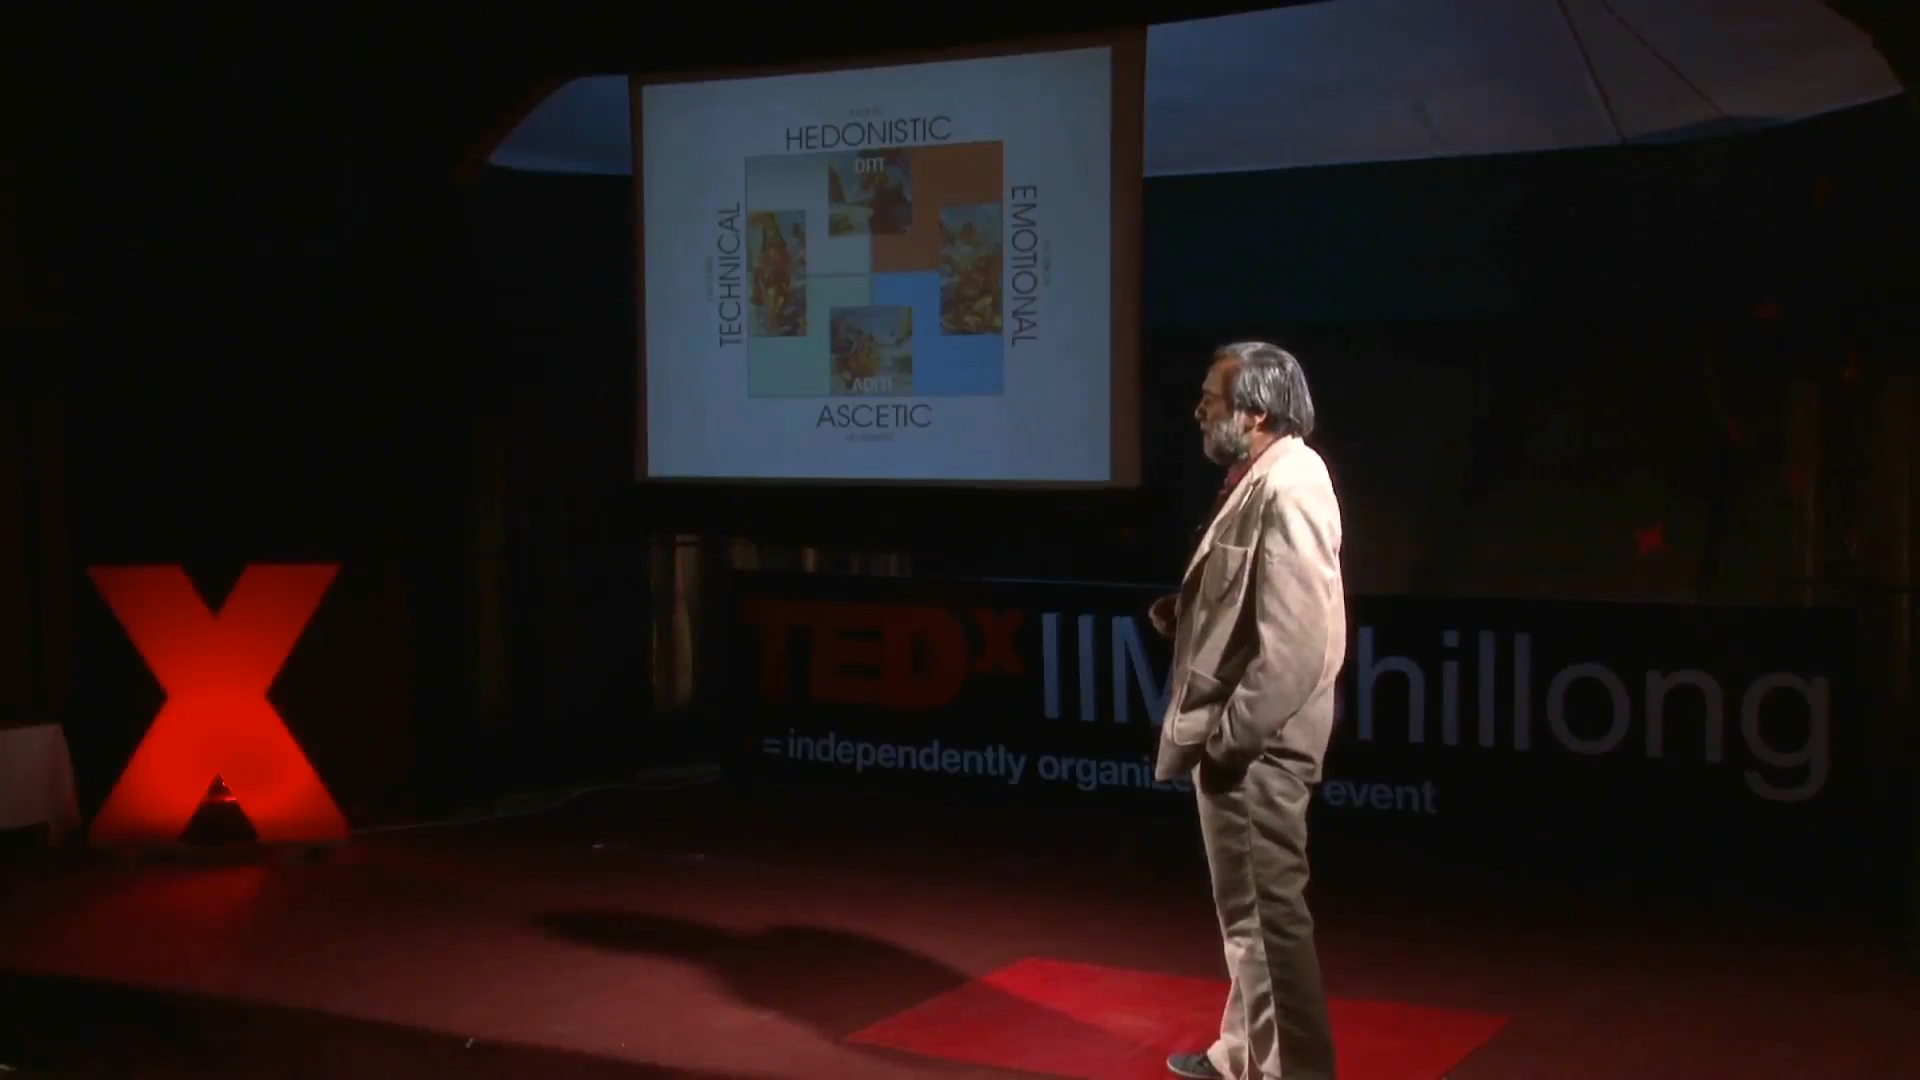 HEDONISTIC
DITI
TECHNICAL
EMOTIONAL
ADITI
ASCETIC
TEDx IIM hillong
= independently organize event
X